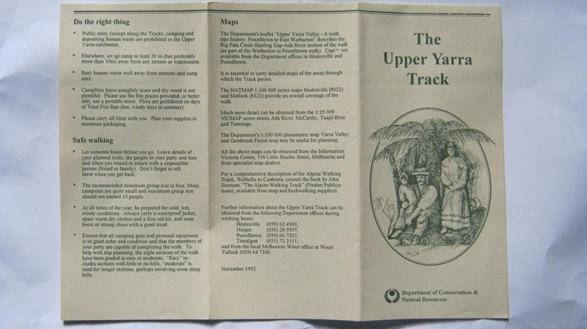 Do the right thing
• Public entry (except along the Track), camping and
depositing human waste are prohibited in the Upper
Yarra catchment.
• Elsewhere, set up camp at least 20 m (but preferably
more than 50m) away from any stream or watercourse.
• Bury human waste well away from streams and camp
sites.
• Campfires leave unsightly scars and dry wood is not
plentiful. Please use the fire places provided, or better
still, use a portable stove. Fires are prohibited on days
of Total Fire Ban (hot, windy days in summer)
• Please carry all litter with you. Plan your supplies to
minimise packaging
Safe walking
• Let someone know before you go. Leave details of
your planned route, the people in your party and how
and when you intend to return with a responsible
person (friend or family). Don't forget to tell
them when you get back.
• The recommended minimum group size is four. Many
campsites are quite small and maximum group size
should not exceed 15 people
• At all times of the year, be prepared for cold, wet,
windy conditions. Always carry a waterproof jacket,
spare warm dry clothes and a first aid kit, and wear
boots or strong shoes with a good tread.
• Ensure that all camping gear and personal equipment
is in good order and condition and that the members of
your party are capable of completing the walk. To
help with trip planning, the eight sections of the walk
have been graded as easy or moderate. "Easy" in-
cludes sections with little or no hills, "moderate" is
used for longer sections, perhaps involving some steep
hills.
Maps
The Department's leaflet "Upper Yarra Valley - A walk
into history. Powelltown to East Warburton" describes the
Big Pats Creek-Starling Gap-Ada River section of the walk
(as part of the Warburton to Powelltown walk). are
available from the Department offices in Healesville and
Powelltown.
It is essential to carry detailed maps of the areas through
which the Track passes.
The NATMAP 1:100 000 series maps Healesville (8022)
and Matlock (8122) provide an overall coverage of the
walk.
Much more detail can be obtained from the 1:25 000
VICMAP series sheets Ada River, McCarthy, Tanjil Bren
and Toorongo.
The Department's 1:100 000 planimetric map Yarra Valley
and Gembrook Forest map may be useful for planning.
All the above maps can be obtained from the Information
Victoria Center, 318 Little Bourke Street, Melbourne and
from specialist map dealers.
For a comprehensive description of the Alpine Walking
Track, Walhalla to Canberra, consult the book by John
Siseman, "The Alpine Walking Track" (Pindari Publica-
tions), available from map and bushwalking suppliers.
Further information about the Upper Yarra Track can be
obtained from the following Department offices during
working hours:
Healesville (059) 62 4900,
Noojee (056) 28 9507,
Powelltown (059) 66 7203,
Traralgon (051) 72 2111,
and from the local Melbourne Water office at Woori
Yallock (059) 64 7300.
November 1992
The
Upper Yarra
Track
Department of Conservation &
Natural Resources